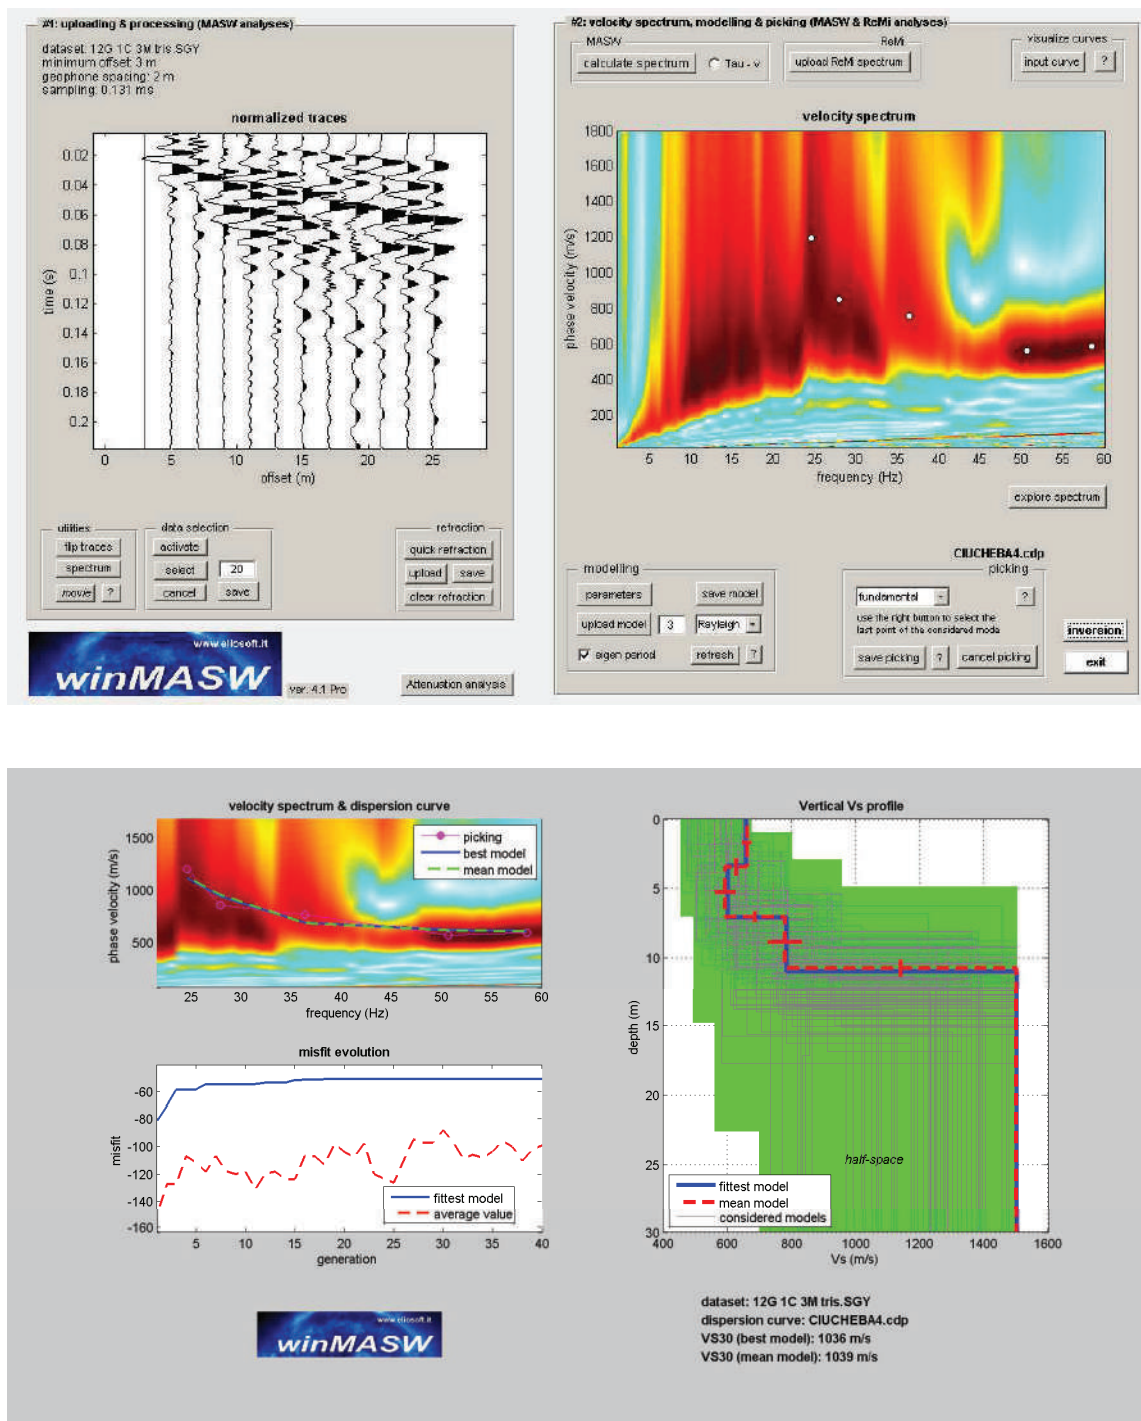 #1: uploading & processing (MASW analyses)
dataset: 12G 1C 3M tris.SGY
minimum offset: 3 m
geophone spacing: 2 m
sampling: 0.131 ms
normalized traces
0.02
0.04
0.06
0.08
0.1
0.12
0.14
0.16
0.18
0.2
time (s)
0 5 10 15 20 25
offset (m)
utilities
flip traces
spectrum
movie ?
data selection
activate
select 20
cancel save
refraction
quick refraction
upload save
clear refraction
www.eliosoft.it
winMASW
ver. 4.1 Pro
Attenuation analysis
#2: velocity spectrum, modelling & picking (MASW & ReMi analyses)
MASW
calculate spectrum Tau - v
ReMi
upload ReMi spectrum
visualize curves
input curve ?
velocity spectrum
1800
1600
1400
1200
1000
800
600
400
200
phase velocity (m/s)
5 10 15 20 25 30 35 40 45 50 55 60
frequency (Hz)
explore spectrum
CIUCHEBA4.cdp
modelling
parameters save model
upload model 3 Rayleigh
eigen period refresh ?
picking
fundamental ?
use the right button to select the
last point of the considered mode
save picking ? cancel picking
inversion
exit
velocity spectrum & dispersion curve
1500
1000
500
phase velocity (m/s)
picking
best model
mean model
25 30 35 40 45 50 55 60
frequency (Hz)
misfit evolution
-60
-80
-100
-120
-140
-160
misfit
fittest model
average value
5 10 15 20 25 30 35 40
generation
www.eliosoft.it
winMASW
Vertical Vs profile
0
5
10
15
20
25
30
depth (m)
half-space
fittest model
mean model
considered models
400 600 800 1000 1200 1400 1600
Vs (m/s)
dataset: 12G 1C 3M tris.SGY
dispersion curve: CIUCHEBA4.cdp
VS30 (best model): 1036 m/s
VS30 (mean model): 1039 m/s